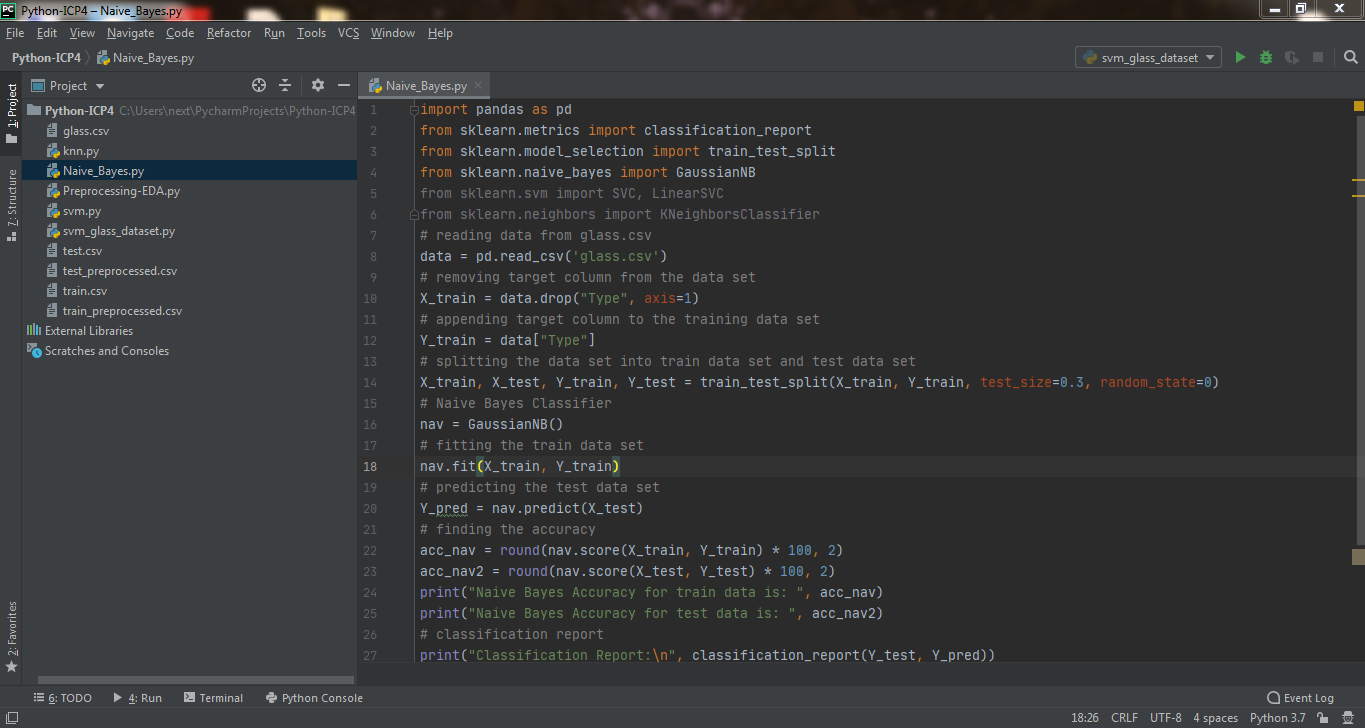 PC Python-ICP4 – Naive_Bayes.py
File Edit View Navigate Code Refactor Run Tools VCS Window Help
Python-ICP4 Naive_Bayes.py svm_glass_dataset
1: Project
7: Structure
2: Favorites
Project
Python-ICP4 C:\Users\next\PycharmProjects\Python-ICP4
glass.csv
knn.py
Naive_Bayes.py
Preprocessing-EDA.py
svm.py
svm_glass_dataset.py
test.csv
test_preprocessed.csv
train.csv
train_preprocessed.csv
External Libraries
Scratches and Consoles
Naive_Bayes.py
1 import pandas as pd
2 from sklearn.metrics import classification_report
3 from sklearn.model_selection import train_test_split
4 from sklearn.naive_bayes import GaussianNB
5 from sklearn.svm import SVC, LinearSVC
6 from sklearn.neighbors import KNeighborsClassifier
7 # reading data from glass.csv
8 data = pd.read_csv('glass.csv')
9 # removing target column from the data set
10 X_train = data.drop("Type", axis=1)
11 # appending target column to the training data set
12 Y_train = data["Type"]
13 # splitting the data set into train data set and test data set
14 X_train, X_test, Y_train, Y_test = train_test_split(X_train, Y_train, test_size=0.3, random_state=0)
15 # Naive Bayes Classifier
16 nav = GaussianNB()
17 # fitting the train data set
18 nav.fit(X_train, Y_train)
19 # predicting the test data set
20 Y_pred = nav.predict(X_test)
21 # finding the accuracy
22 acc_nav = round(nav.score(X_train, Y_train) * 100, 2)
23 acc_nav2 = round(nav.score(X_test, Y_test) * 100, 2)
24 print("Naive Bayes Accuracy for train data is: ", acc_nav)
25 print("Naive Bayes Accuracy for test data is: ", acc_nav2)
26 # classification report
27 print("Classification Report:\n", classification_report(Y_test, Y_pred))
6: TODO 4: Run Terminal Python Console Event Log
18:26 CRLF UTF-8 4 spaces Python 3.7